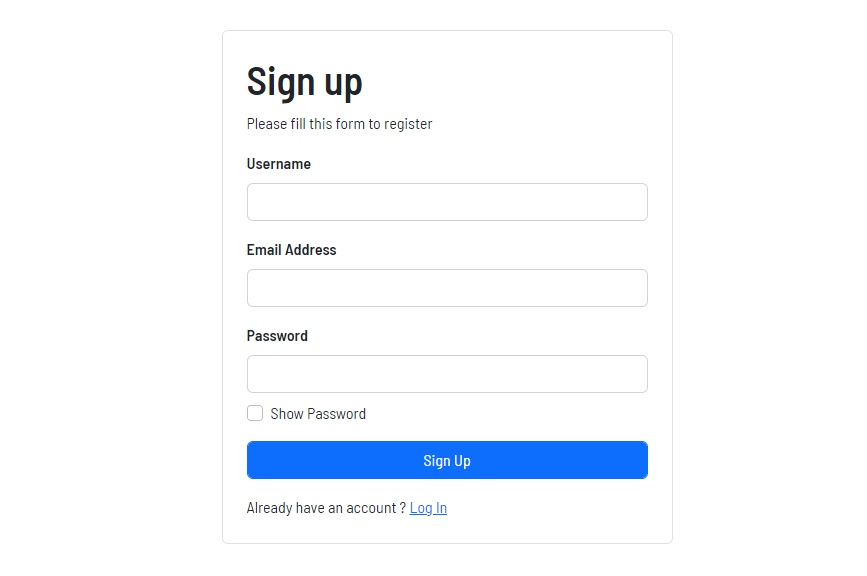 Sign up
Please fill this form to register
Username
Email Address
Password
Show Password
Sign Up
Already have an account ? Log In